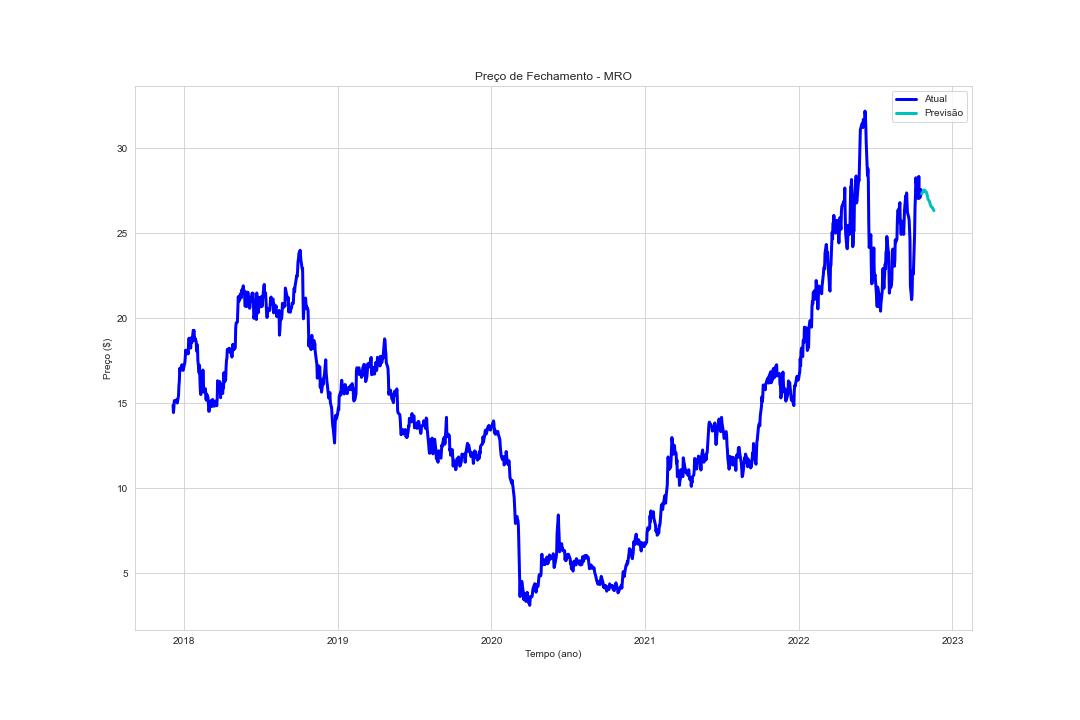 Preço de Fechamento - MRO
Atual
Previsão
30
25
20
15
10
5
Preço ($)
2018 2019 2020 2021 2022 2023
Tempo (ano)